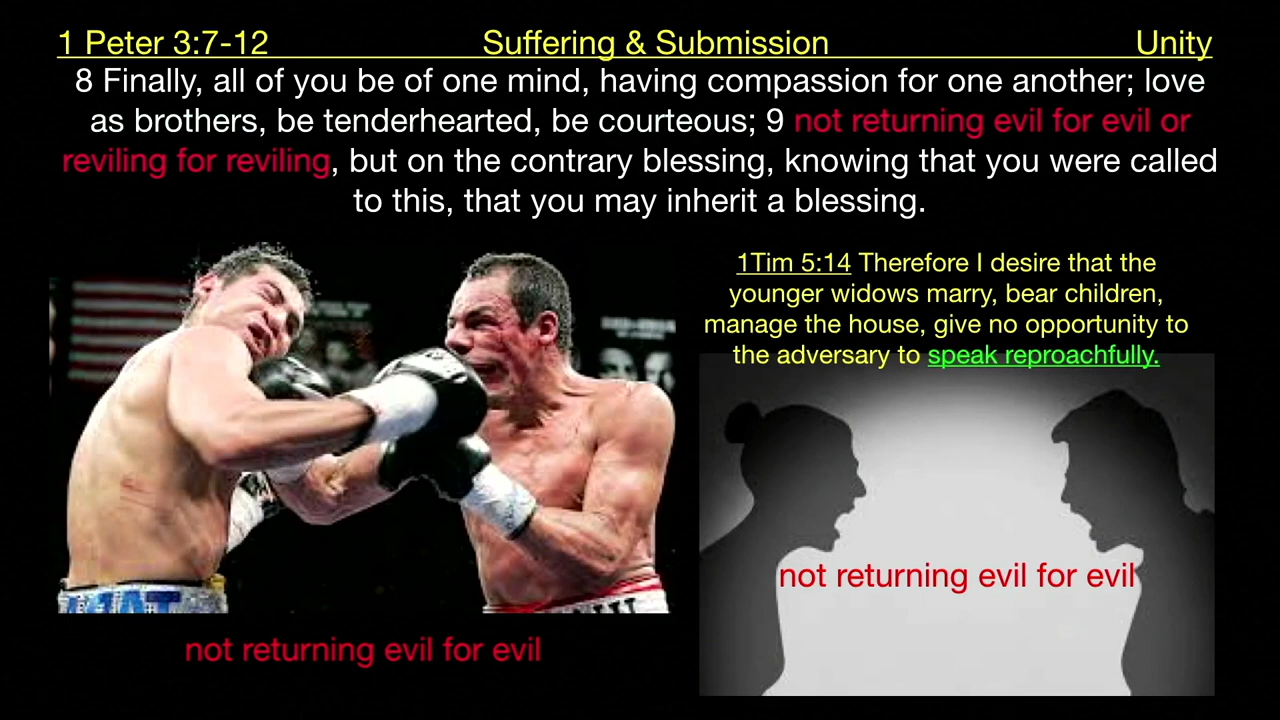 1 Peter 3:7-12 Suffering & Submission Unity
8 Finally, all of you be of one mind, having compassion for one another; love
as brothers, be tenderhearted, be courteous; 9 not returning evil for evil or
reviling for reviling, but on the contrary blessing, knowing that you were called
to this, that you may inherit a blessing.
1Tim 5:14 Therefore I desire that the
younger widows marry, bear children,
manage the house, give no opportunity to
the adversary to speak reproachfully.
not returning evil for evil
not returning evil for evil